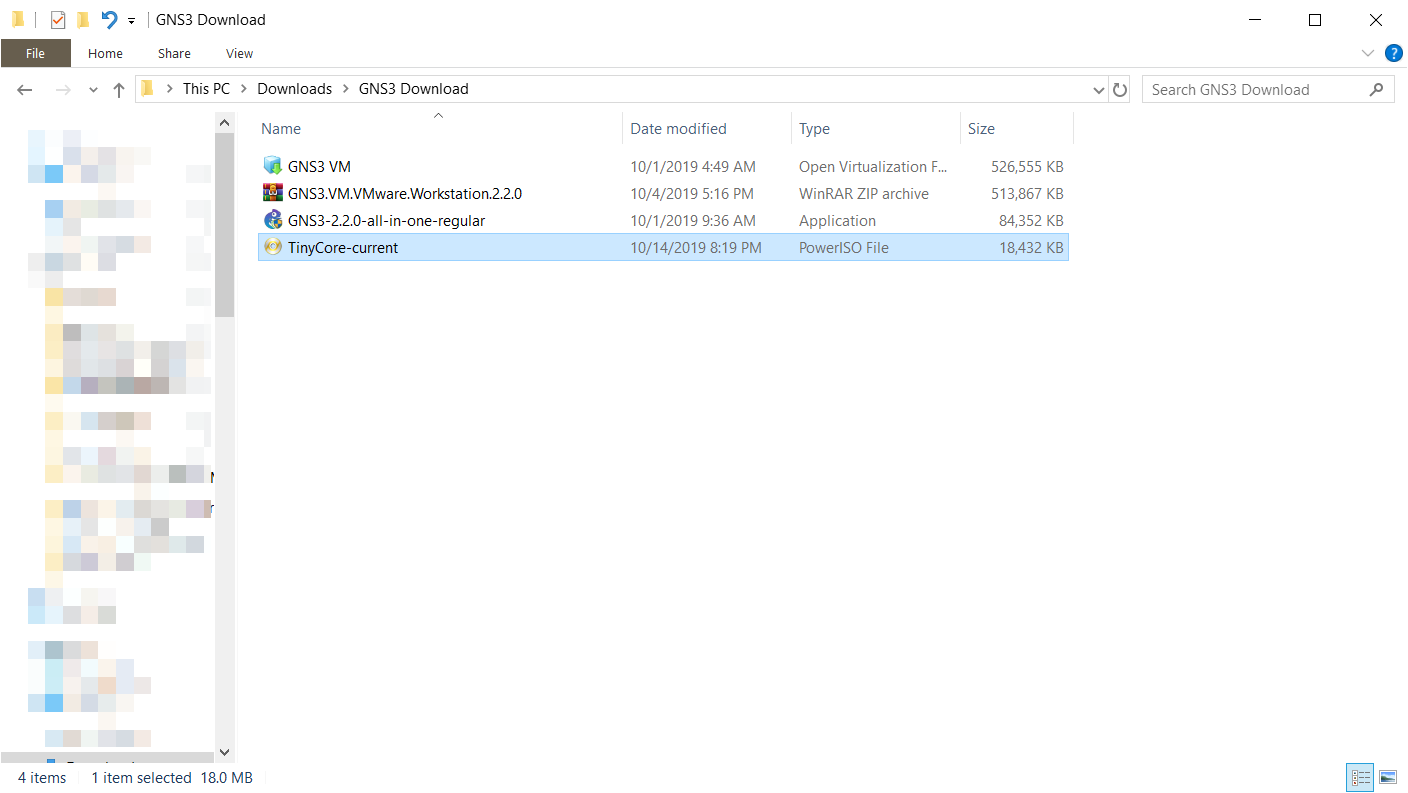 GNS3 Download
File Home Share View
This PC Downloads GNS3 Download
Search GNS3 Download
Name Date modified Type Size
GNS3 VM 10/1/2019 4:49 AM Open Virtualization F... 526,555 KB
GNS3.VM.VMware.Workstation.2.2.0 10/4/2019 5:16 PM WinRAR ZIP archive 513,867 KB
GNS3-2.2.0-all-in-one-regular 10/1/2019 9:36 AM Application 84,352 KB
TinyCore-current 10/14/2019 8:19 PM PowerISO File 18,432 KB
4 items 1 item selected 18.0 MB